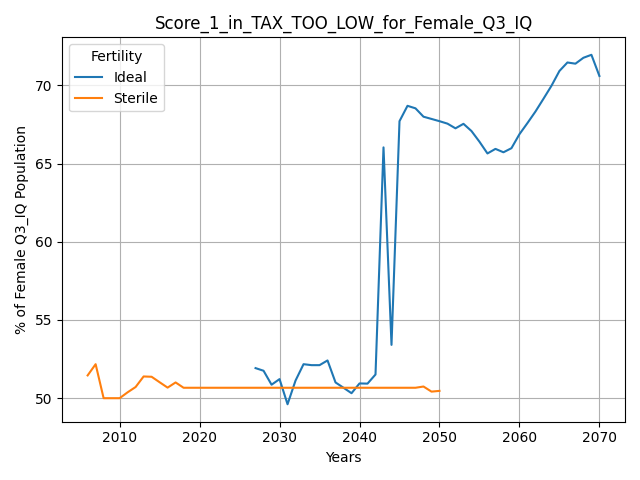 Score_1_in_TAX_TOO_LOW_for_Female_Q3_IQ
Fertility
Ideal
Sterile
% of Female Q3_IQ Population
70
65
60
55
50
2010
2020
2030
2040
2050
2060
2070
Years